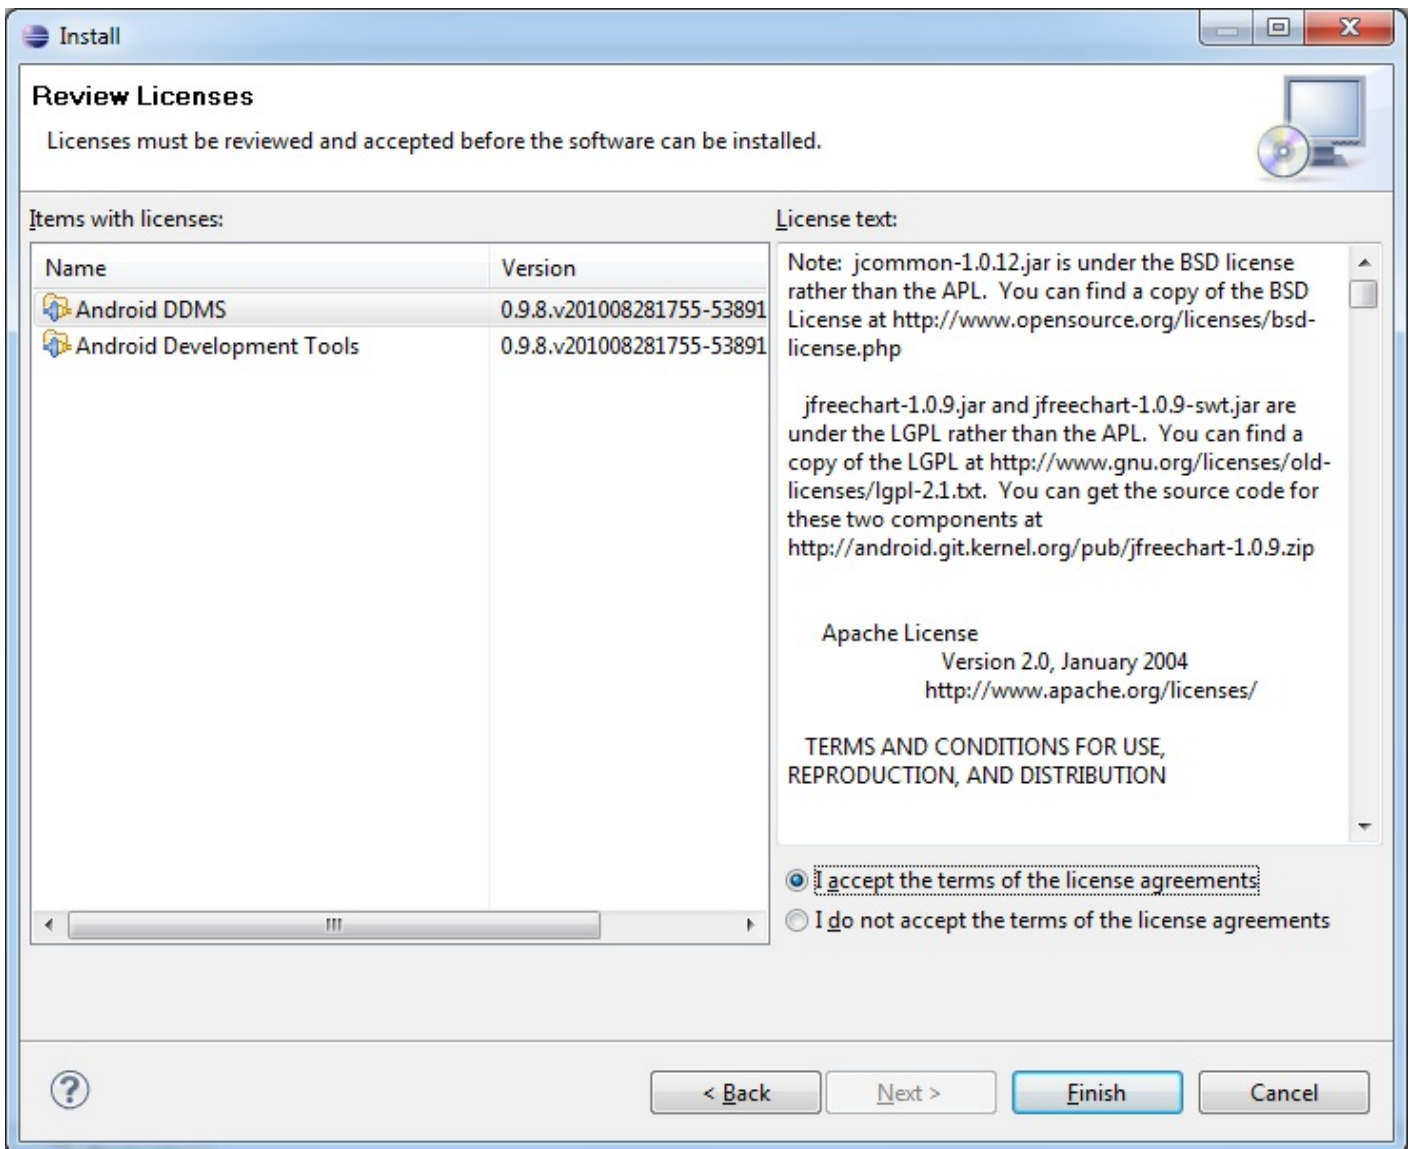 Install
Review Licenses
Licenses must be reviewed and accepted before the software can be installed.
Items with licenses:
Name Version
Android DDMS 0.9.8.v201008281755-53891
Android Development Tools 0.9.8.v201008281755-53891
License text:
Note:  jcommon-1.0.12.jar is under the BSD license
rather than the APL.  You can find a copy of the BSD
License at http://www.opensource.org/licenses/bsd-
license.php
jfreechart-1.0.9.jar and jfreechart-1.0.9-swt.jar are
under the LGPL rather than the APL.  You can find a
copy of the LGPL at http://www.gnu.org/licenses/old-
licenses/lgpl-2.1.txt.  You can get the source code for
these two components at
http://android.git.kernel.org/pub/jfreechart-1.0.9.zip
Apache License
Version 2.0, January 2004
http://www.apache.org/licenses/
TERMS AND CONDITIONS FOR USE,
REPRODUCTION, AND DISTRIBUTION
I accept the terms of the license agreements
I do not accept the terms of the license agreements
? < Back Next > Finish Cancel